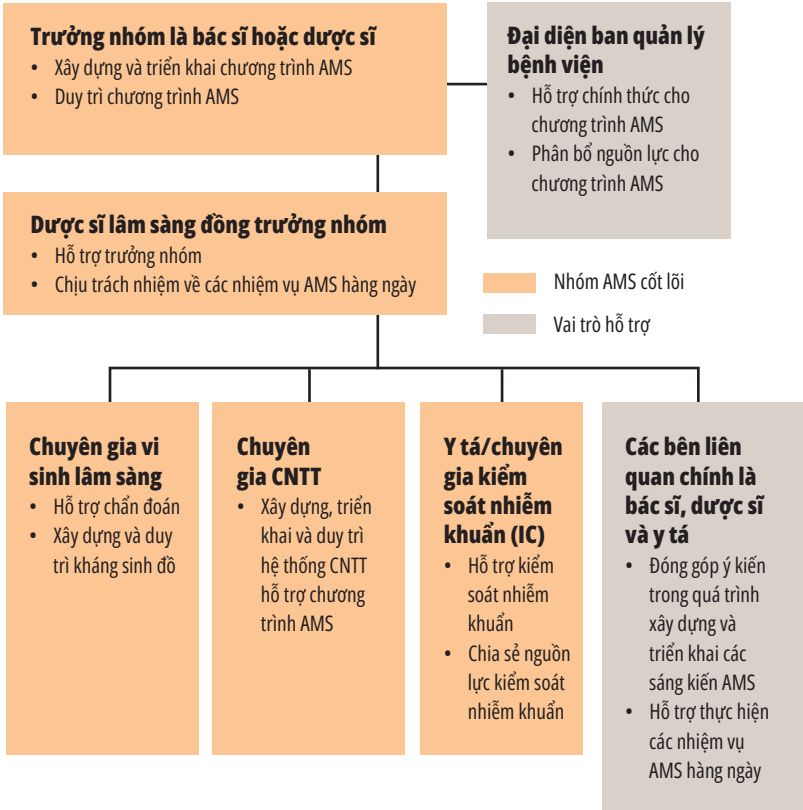 Trưởng nhóm là bác sĩ hoặc dược sĩ
• Xây dựng và triển khai chương trình AMS
• Duy trì chương trình AMS
Đại diện ban quản lý
bệnh viện
• Hỗ trợ chính thức cho
chương trình AMS
• Phân bổ nguồn lực cho
chương trình AMS
Dược sĩ lâm sàng đồng trưởng nhóm
• Hỗ trợ trưởng nhóm
• Chịu trách nhiệm về các nhiệm vụ AMS hàng ngày
Nhóm AMS cốt lõi
Vai trò hỗ trợ
Chuyên gia vi
sinh lâm sàng
• Hỗ trợ chẩn đoán
• Xây dựng và duy
trì kháng sinh đồ
Chuyên
gia CNTT
• Xây dựng, triển
khai và duy trì
hệ thống CNTT
hỗ trợ chương
trình AMS
Y tá/chuyên
gia kiểm
soát nhiễm
khuẩn (IC)
• Hỗ trợ kiểm
soát nhiễm
khuẩn
• Chia sẻ nguồn
lực kiểm soát
nhiễm khuẩn
Các bên liên
quan chính là
bác sĩ, dược sĩ
và y tá
• Đóng góp ý kiến
trong quá trình
xây dựng và
triển khai các
sáng kiến AMS
• Hỗ trợ thực hiện
các nhiệm vụ
AMS hàng ngày